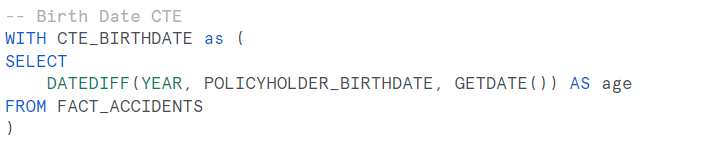 -- Birth Date CTE
WITH CTE_BIRTHDATE as (
SELECT
    DATEDIFF(YEAR, POLICYHOLDER_BIRTHDATE, GETDATE()) AS age
FROM FACT_ACCIDENTS
)